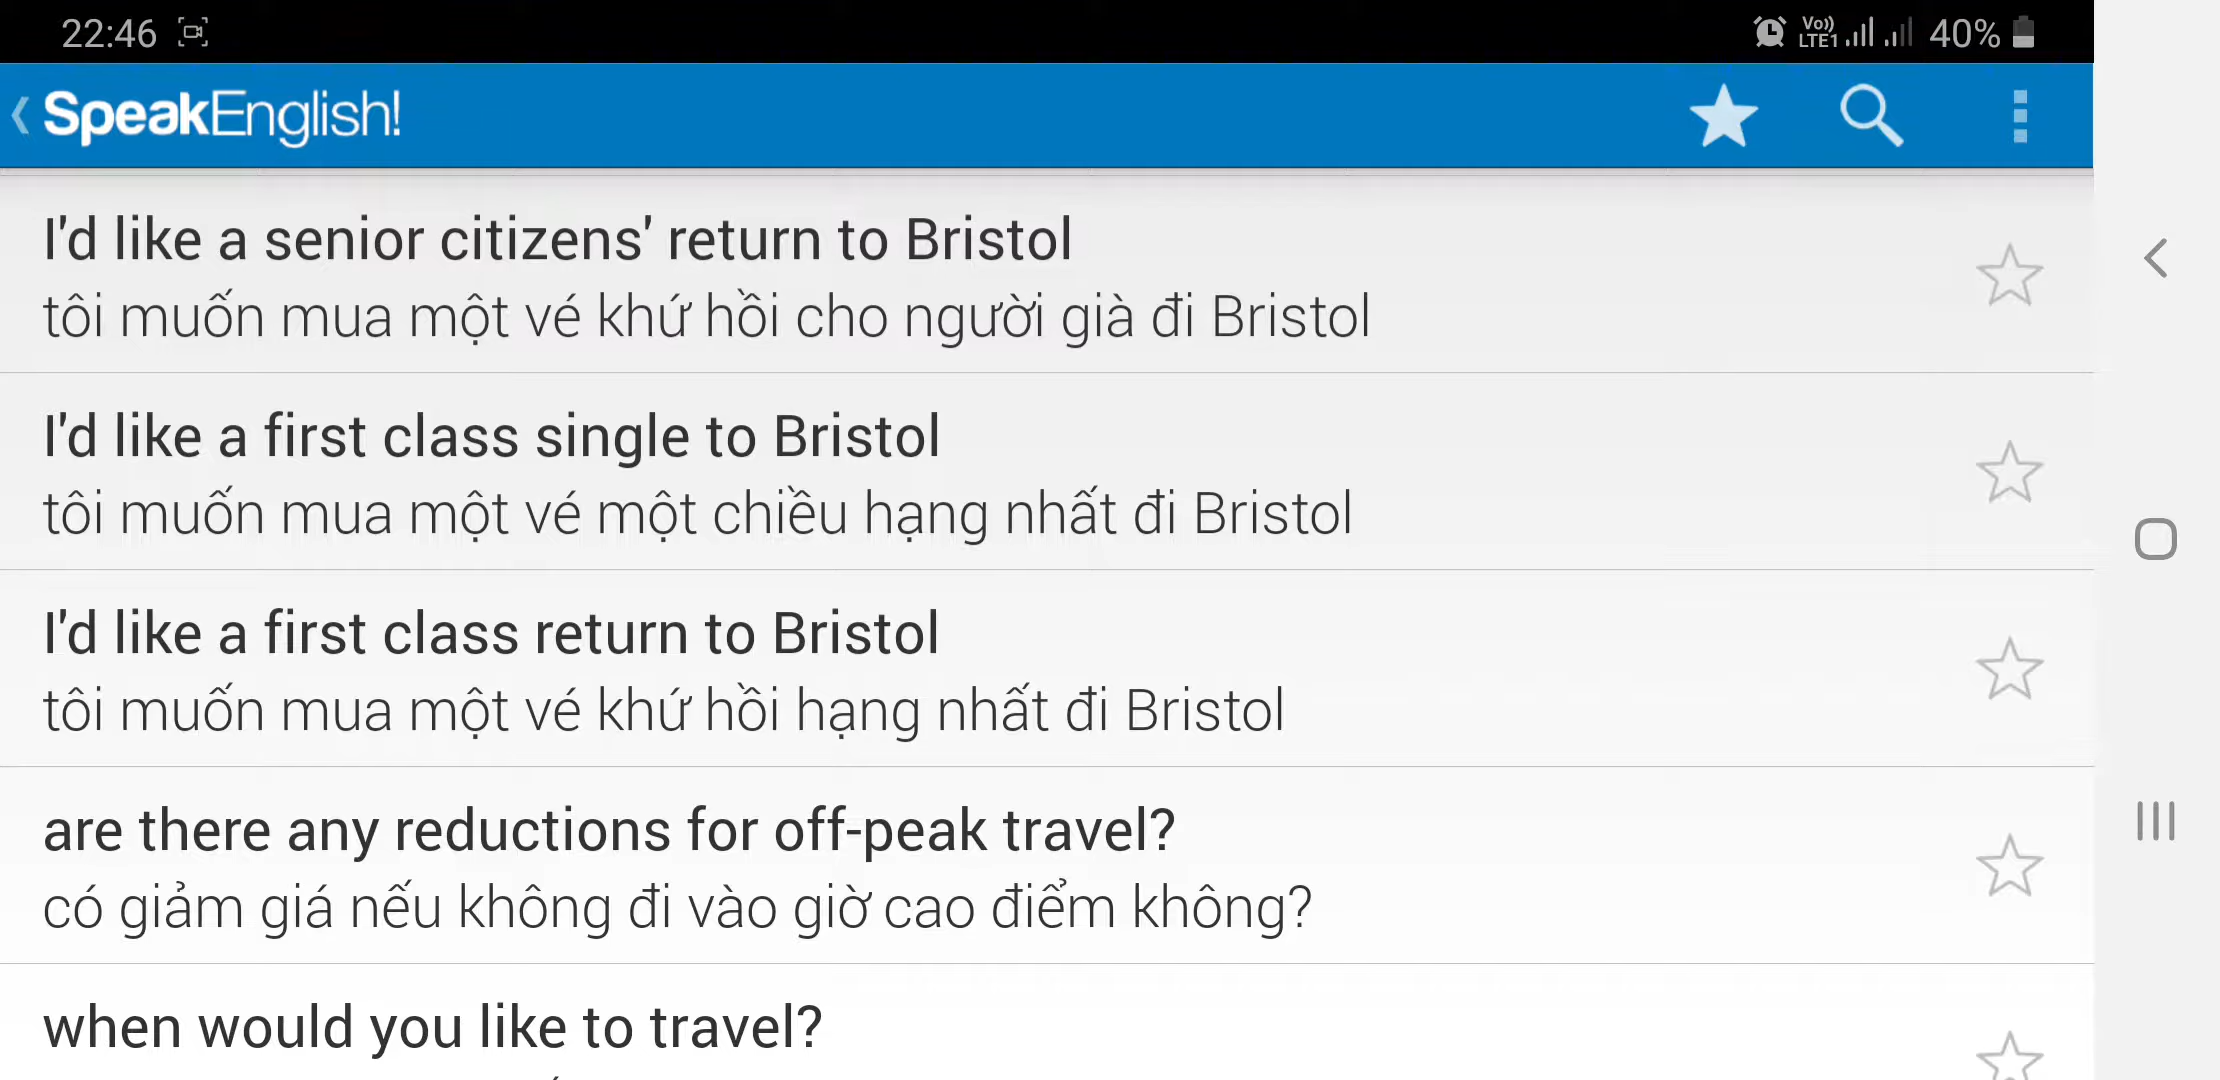 22:46
Vo)) LTE1 40%
SpeakEnglish!
I'd like a senior citizens' return to Bristol
tôi muốn mua một vé khứ hồi cho người già đi Bristol
I'd like a first class single to Bristol
tôi muốn mua một vé một chiều hạng nhất đi Bristol
I'd like a first class return to Bristol
tôi muốn mua một vé khứ hồi hạng nhất đi Bristol
are there any reductions for off-peak travel?
có giảm giá nếu không đi vào giờ cao điểm không?
when would you like to travel?